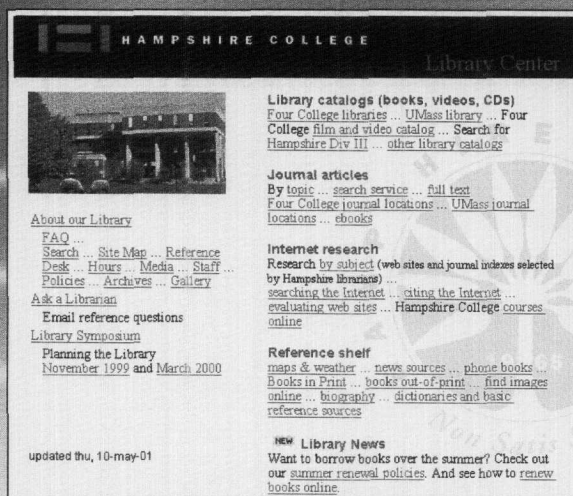 HAMPSHIRE COLLEGE
Library Center
About our Library
FAQ ...
Search ... Site Map ... Reference
Desk ... Hours ... Media ... Staff ...
Policies ... Archives ... Gallery
Ask a Librarian
Email reference questions
Library Symposium
Planning the Library
November 1999 and March 2000
updated thu, 10-may-01
Library catalogs (books, videos, CDs)
Four College libraries ... UMass library ... Four
College film and video catalog ... Search for
Hampshire Div III ... other library catalogs
Journal articles
By topic ... search service ... full text
Four College journal locations ... UMass journal
locations ... ebooks
Internet research
Research by subject (web sites and journal indexes selected
by Hampshire librarians) ...
searching the Internet ... citing the Internet ...
evaluating web sites ... Hampshire College courses
online
Reference shelf
maps & weather ... news sources ... phone books ...
Books in Print ... books out-of-print ... find images
online ... biography ... dictionaries and basic
reference sources
NEW Library News
Want to borrow books over the summer? Check out
our summer renewal policies. And see how to renew
books online.
Non Satis